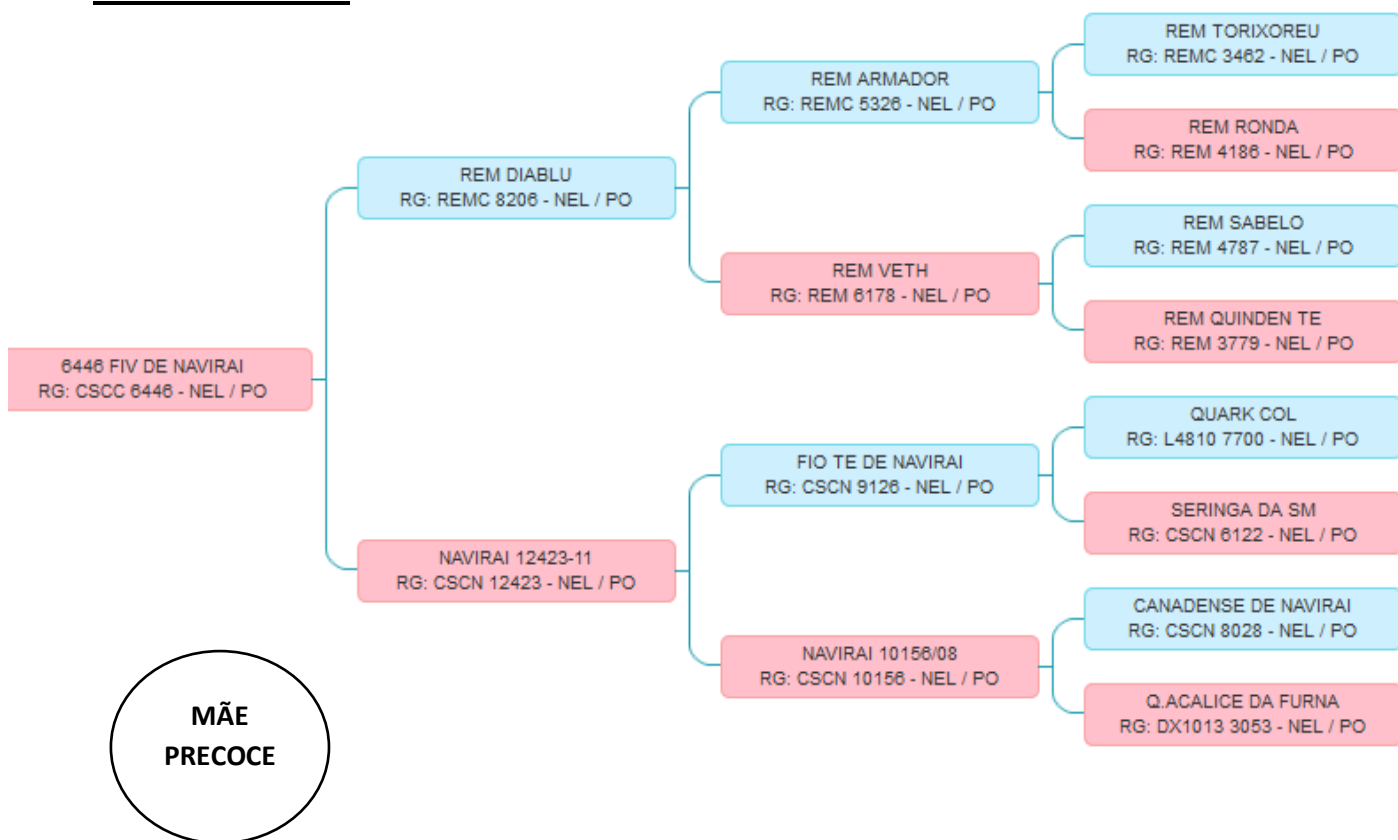 REM TORIXOREU
RG: REMC 3462 - NEL / PO
REM ARMADOR
RG: REMC 5326 - NEL / PO
REM RONDA
RG: REM 4186 - NEL / PO
REM DIABLU
RG: REMC 8206 - NEL / PO
REM SABELO
RG: REM 4787 - NEL / PO
REM VETH
RG: REM 6178 - NEL / PO
REM QUINDEN TE
RG: REM 3779 - NEL / PO
6446 FIV DE NAVIRAI
RG: CSCC 6446 - NEL / PO
QUARK COL
RG: L4810 7700 - NEL / PO
FIO TE DE NAVIRAI
RG: CSCN 9126 - NEL / PO
SERINGA DA SM
RG: CSCN 6122 - NEL / PO
NAVIRAI 12423-11
RG: CSCN 12423 - NEL / PO
CANADENSE DE NAVIRAI
RG: CSCN 8028 - NEL / PO
NAVIRAI 10156/08
RG: CSCN 10156 - NEL / PO
Q.ACALICE DA FURNA
RG: DX1013 3053 - NEL / PO
MÃE
PRECOCE